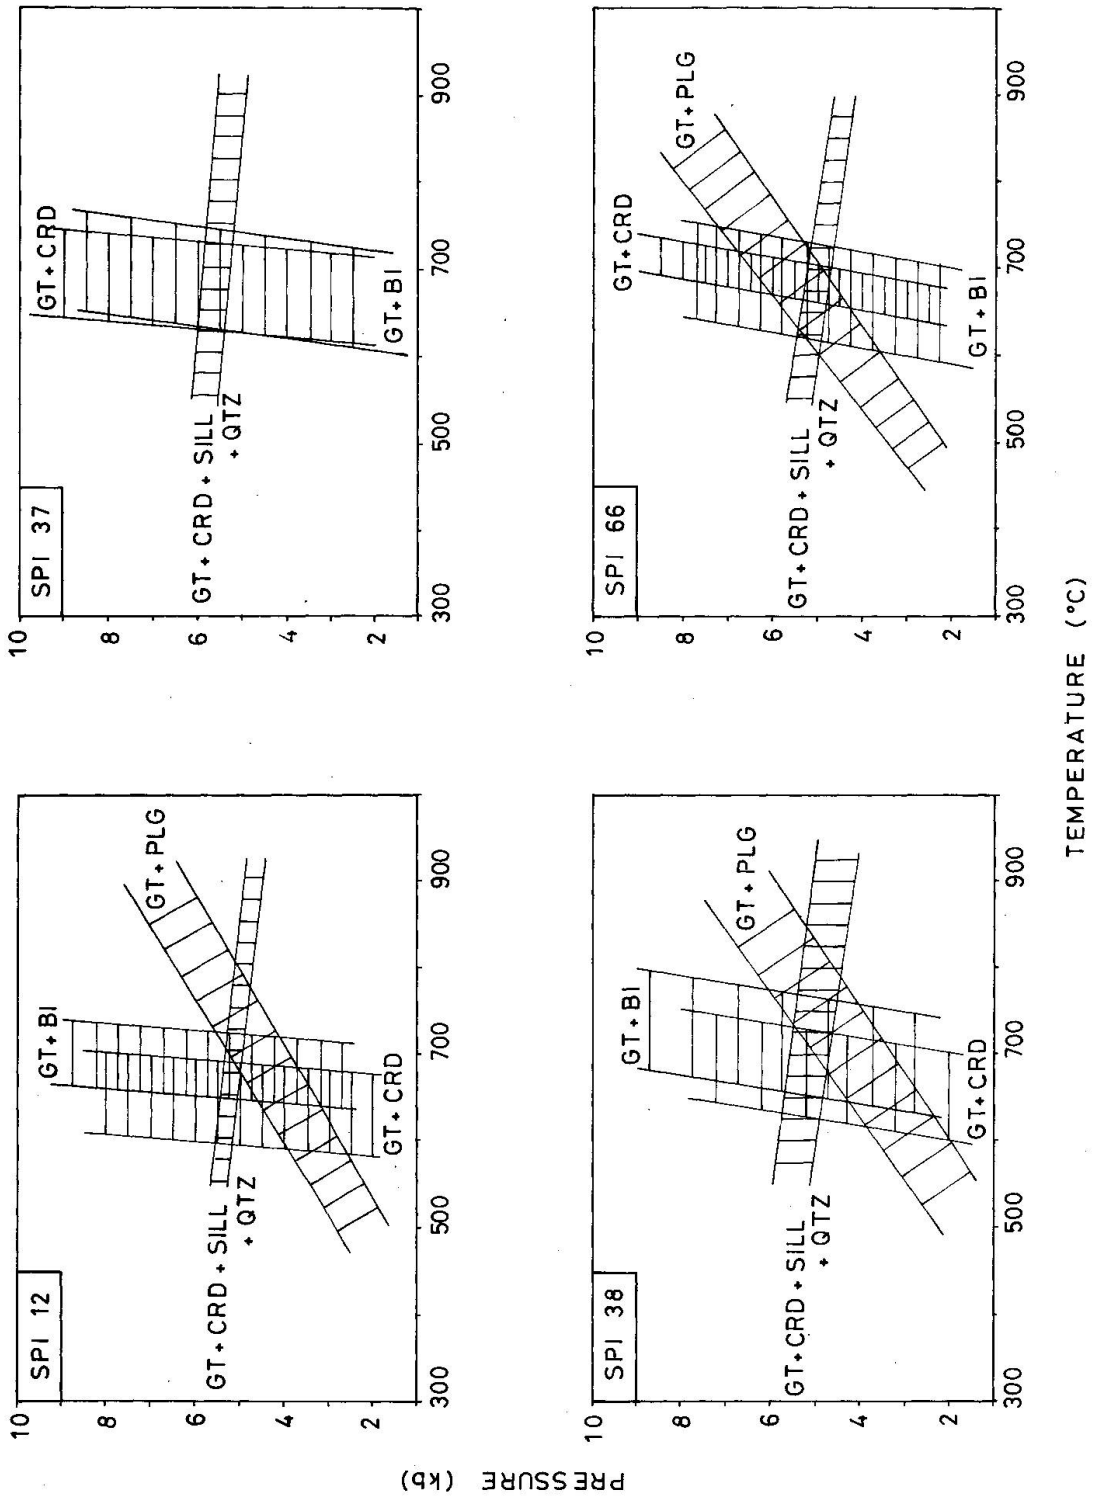 SPI 12
GT+BI
GT+PLG
GT+CRD+SILL
+ QTZ
GT+CRD
10
8
6
4
2
300
500
700
900
SPI 37
GT+CRD
GT+CRD+SILL
+ QTZ
GT+BI
10
8
6
4
2
300
500
700
900
SPI 38
GT+BI
GT+PLG
GT+CRD+SILL
+ QTZ
GT+CRD
10
8
6
4
2
300
500
700
900
SPI 66
GT+CRD
GT+PLG
GT+CRD+SILL
+ QTZ
GT+BI
10
8
6
4
2
300
500
700
900
PRESSURE (kb)
TEMPERATURE (°C)